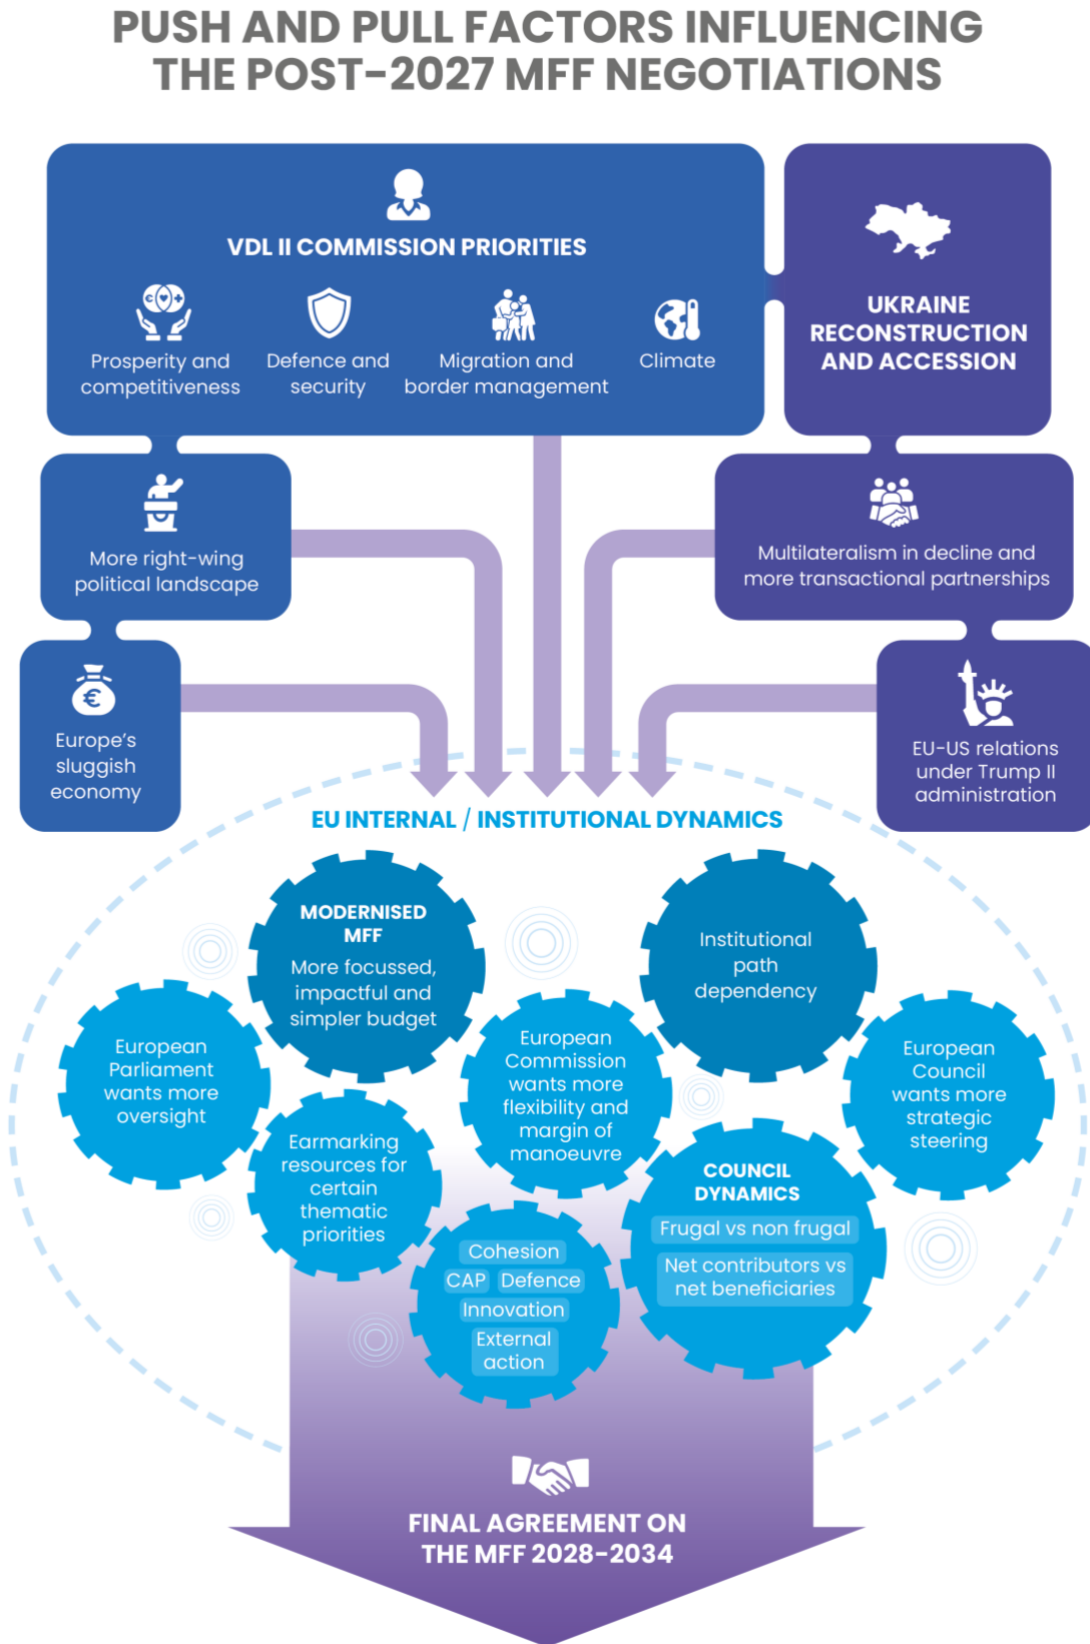 PUSH AND PULL FACTORS INFLUENCING
THE POST-2027 MFF NEGOTIATIONS
VDL II COMMISSION PRIORITIES
Prosperity and
competitiveness
Defence and
security
Migration and
border management
Climate
UKRAINE
RECONSTRUCTION
AND ACCESSION
More right-wing
political landscape
Multilateralism in decline and
more transactional partnerships
€
Europe's
sluggish
economy
EU-US relations
under Trump II
administration
EU INTERNAL / INSTITUTIONAL DYNAMICS
MODERNISED
MFF
More focussed,
impactful and
simpler budget
Institutional
path
dependency
European
Parliament
wants more
oversight
European
Commission
wants more
flexibility and
margin of
manoeuvre
European
Council
wants more
strategic
steering
Earmarking
resources for
certain
thematic
priorities
COUNCIL
DYNAMICS
Frugal vs non frugal
Net contributors vs
net beneficiaries
Cohesion
CAP Defence
Innovation
External
action
FINAL AGREEMENT ON
THE MFF 2028-2034